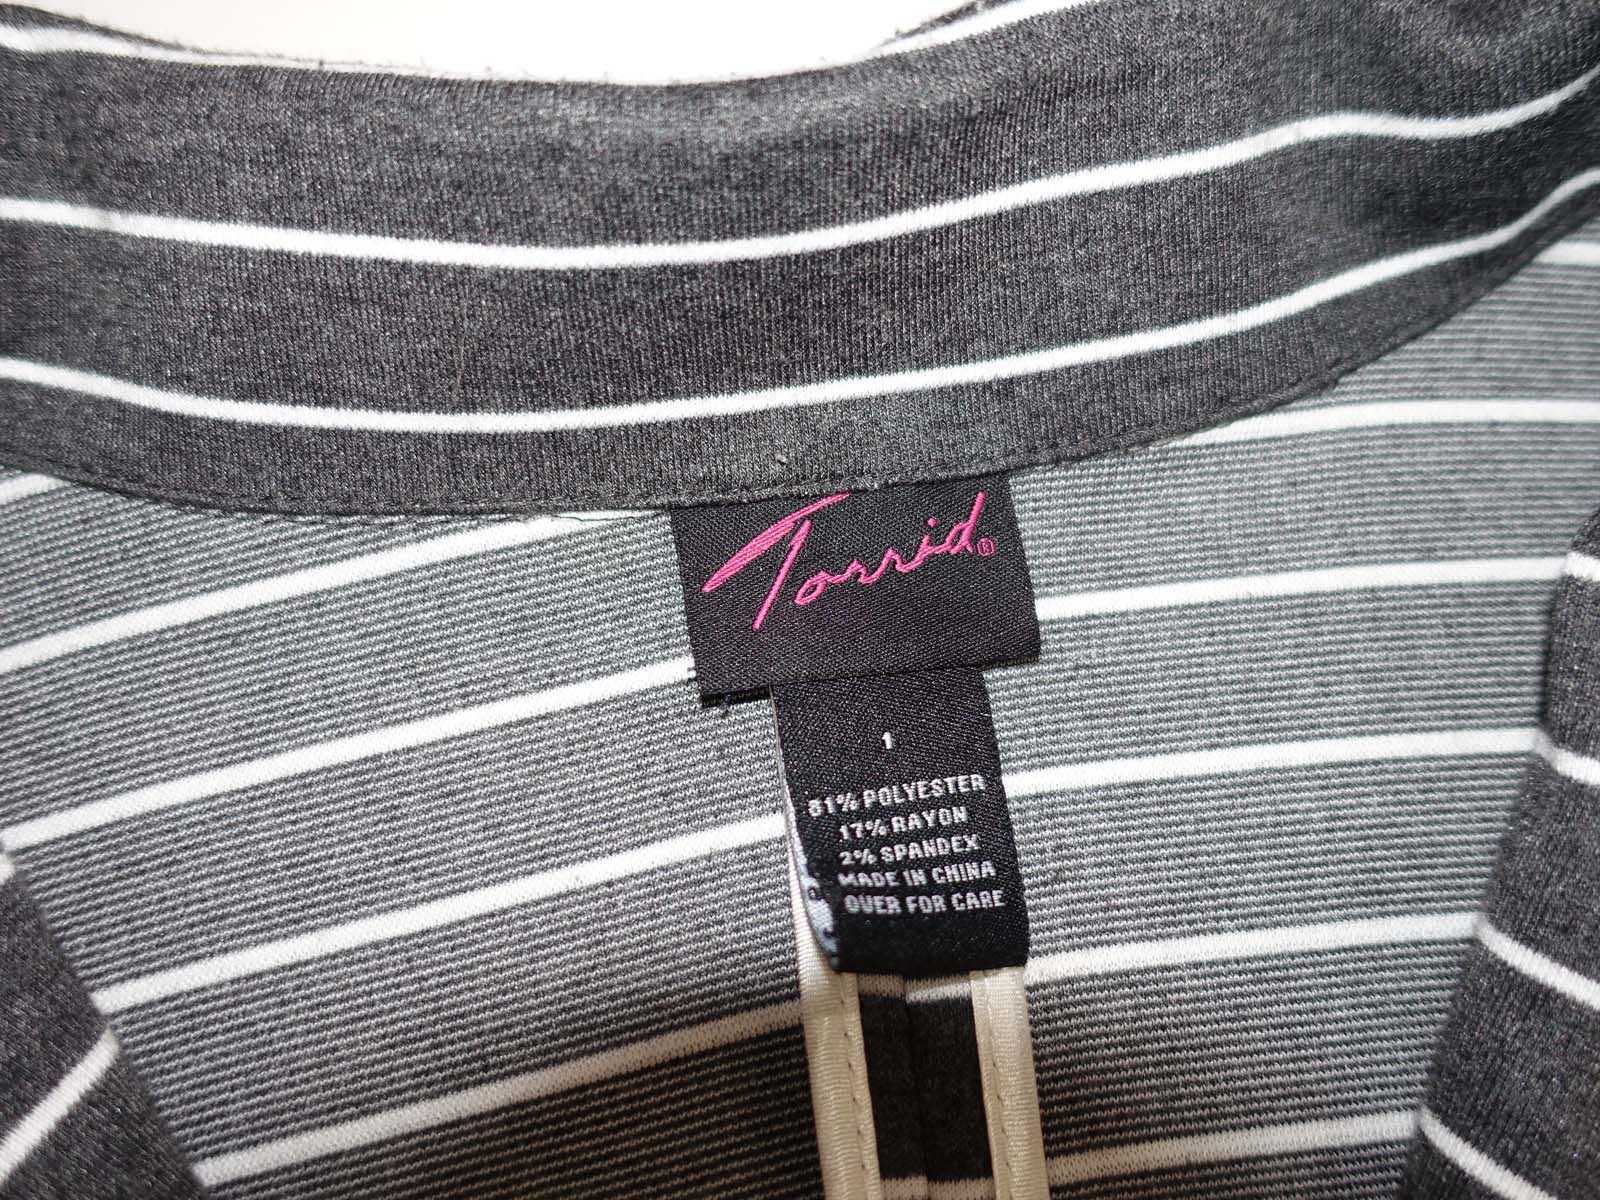 Torrid®
1
81% POLYESTER
17% RAYON
2% SPANDEX
MADE IN CHINA
OVER FOR CARE